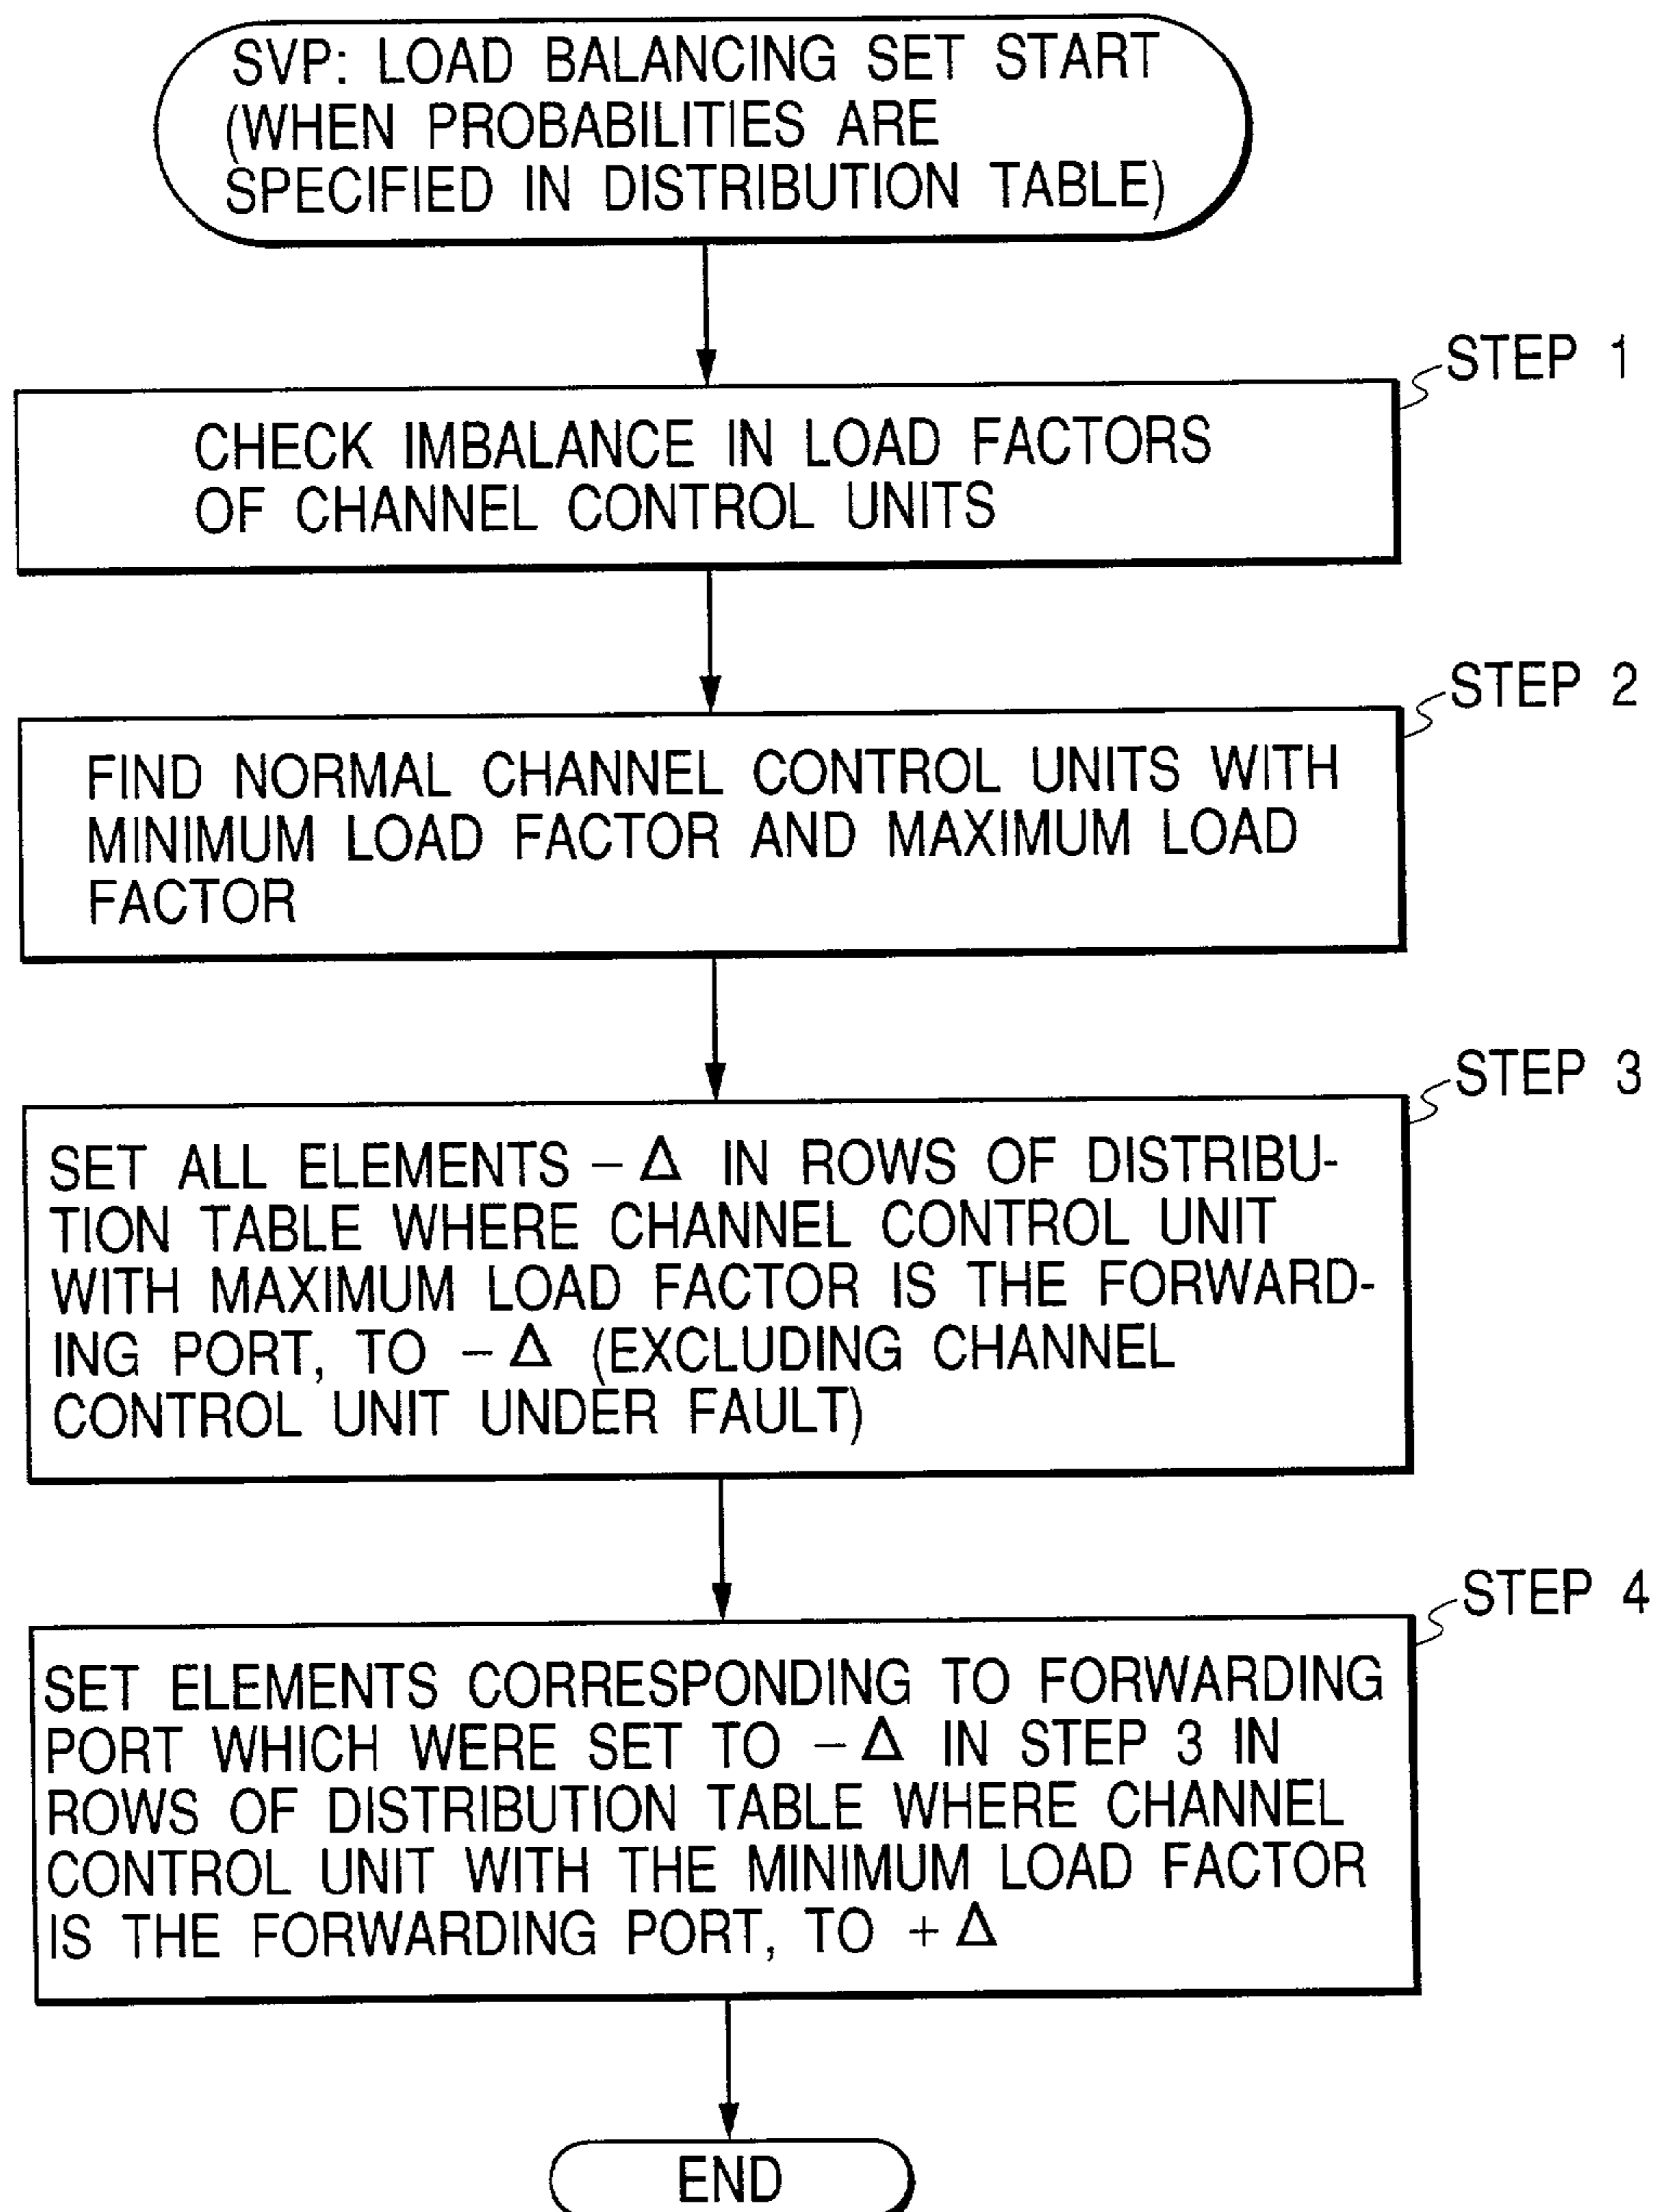 SVP: LOAD BALANCING SET START
(WHEN PROBABILITIES ARE
SPECIFIED IN DISTRIBUTION TABLE)
STEP 1
CHECK IMBALANCE IN LOAD FACTORS
OF CHANNEL CONTROL UNITS
STEP 2
FIND NORMAL CHANNEL CONTROL UNITS WITH
MINIMUM LOAD FACTOR AND MAXIMUM LOAD
FACTOR
STEP 3
SET ALL ELEMENTS −Δ IN ROWS OF DISTRIBU-
TION TABLE WHERE CHANNEL CONTROL UNIT
WITH MAXIMUM LOAD FACTOR IS THE FORWARD-
ING PORT, TO −Δ (EXCLUDING CHANNEL
CONTROL UNIT UNDER FAULT)
STEP 4
SET ELEMENTS CORRESPONDING TO FORWARDING
PORT WHICH WERE SET TO −Δ IN STEP 3 IN
ROWS OF DISTRIBUTION TABLE WHERE CHANNEL
CONTROL UNIT WITH THE MINIMUM LOAD FACTOR
IS THE FORWARDING PORT, TO +Δ
END